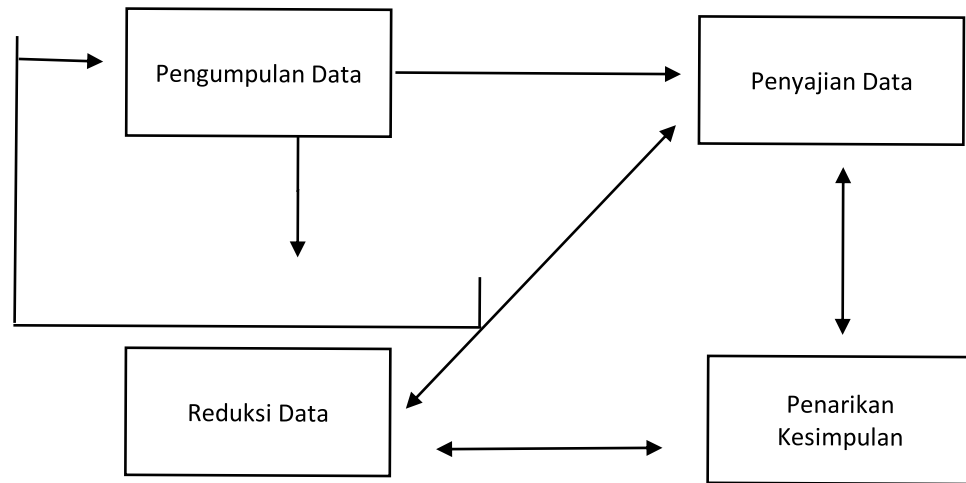 Pengumpulan Data
Penyajian Data
Reduksi Data
Penarikan
Kesimpulan